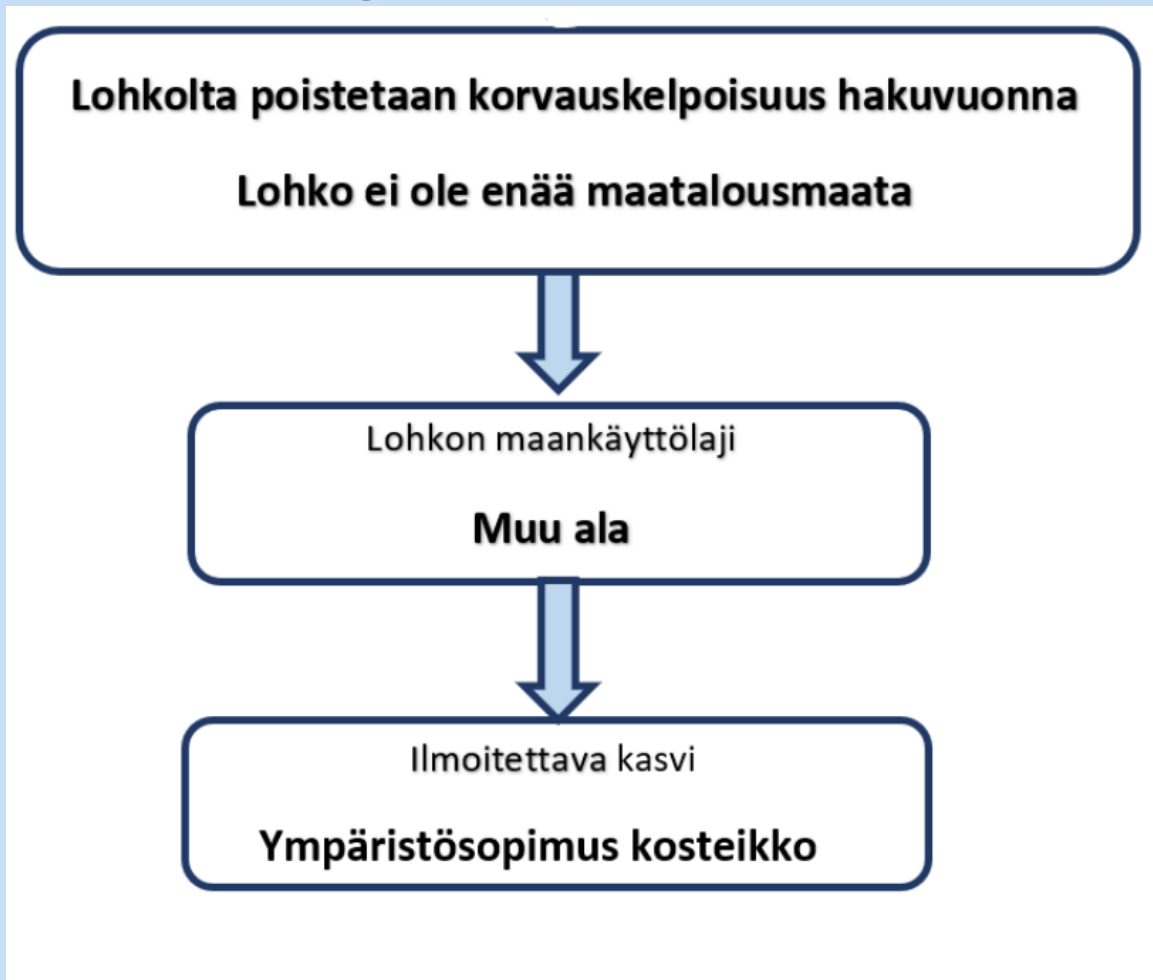 Lohkolta poistetaan korvauskelpoisuus hakuvuonna
Lohko ei ole enää maatalousmaata
Lohkon maankäyttölaji
Muu ala
Ilmoitettava kasvi
Ympäristösopimus kosteikko